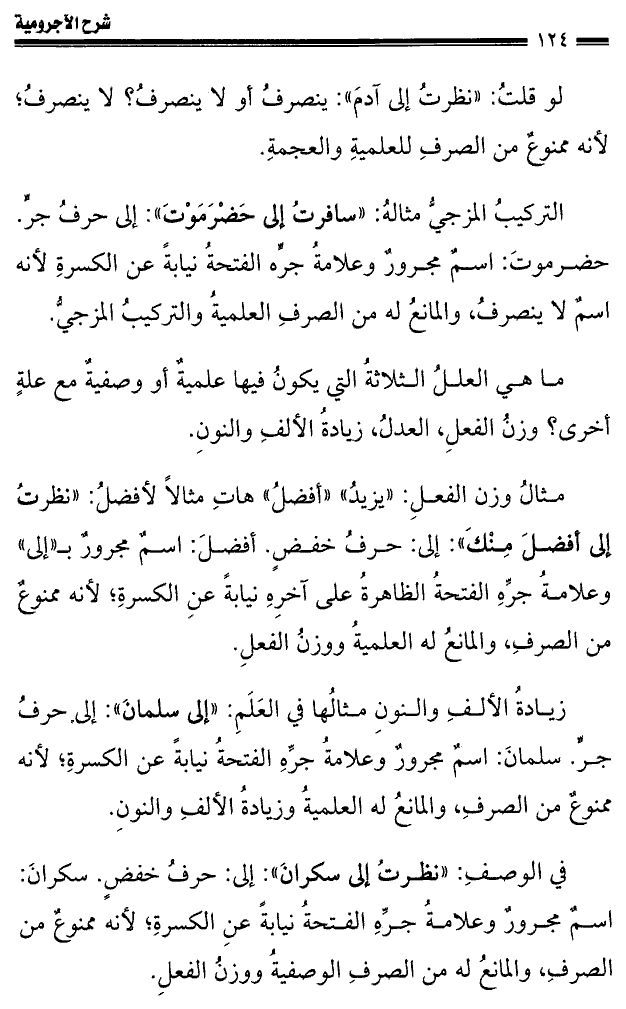 شرح الآجرومية
١٢٤
لو قلتُ: «نظرتُ إلى آدمَ»: ينصرفُ أو لا ينصرفُ؟ لا ينصرفُ؛
لأنه ممنوعٌ من الصرفِ للعلميةِ والعجمةِ.
التركيبُ المزجيُّ مثالهُ: «سافرتُ إلى حَضْرَمَوْتَ»: إلى حرفُ جرٍّ.
حضرموتَ: اسمٌ مجرورٌ وعلامةُ جرِّه الفتحةُ نيابةً عن الكسرةِ لأنه
اسمٌ لا ينصرفُ، والمانعُ له من الصرفِ العلميةُ والتركيبُ المزجيُّ.
ما هي العللُ الثلاثةُ التي يكونُ فيها علميةٌ أو وصفيةٌ مع علةٍ
أخرى؟ وزنُ الفعلِ، العدلُ، زيادةُ الألفِ والنونِ.
مثالُ وزن الفعلِ: «يزيدُ» «أفضلُ» هاتِ مثالاً لأفضلُ: «نظرتُ
إلى أفضلَ مِنْكَ»: إلى: حرفُ خفضٍ. أفضلَ: اسمٌ مجرورٌ بـ«إلى»
وعلامةُ جرِّهِ الفتحةُ الظاهرةُ على آخرِهِ نيابةً عنِ الكسرةِ؛ لأنه ممنوعٌ
من الصرفِ، والمانعُ له العلميةُ ووزنُ الفعلِ.
زيادةُ الألفِ والنونِ مثالُها في العَلَمِ: «إلى سلمانَ»: إلى حرفُ
جرٍّ. سلمانَ: اسمٌ مجرورٌ وعلامةُ جرِّهِ الفتحةُ نيابةً عن الكسرةِ؛ لأنه
ممنوعٌ من الصرفِ، والمانعُ له العلميةُ وزيادةُ الألفِ والنونِ.
في الوصفِ: «نظرتُ إلى سكرانَ»: إلى: حرفُ خفضٍ. سكرانَ:
اسمٌ مجرورٌ وعلامةُ جرِّهِ الفتحةُ نيابةً عنِ الكسرةِ؛ لأنه ممنوعٌ من
الصرفِ، والمانعُ له من الصرفِ الوصفيةُ ووزنُ الفعلِ.